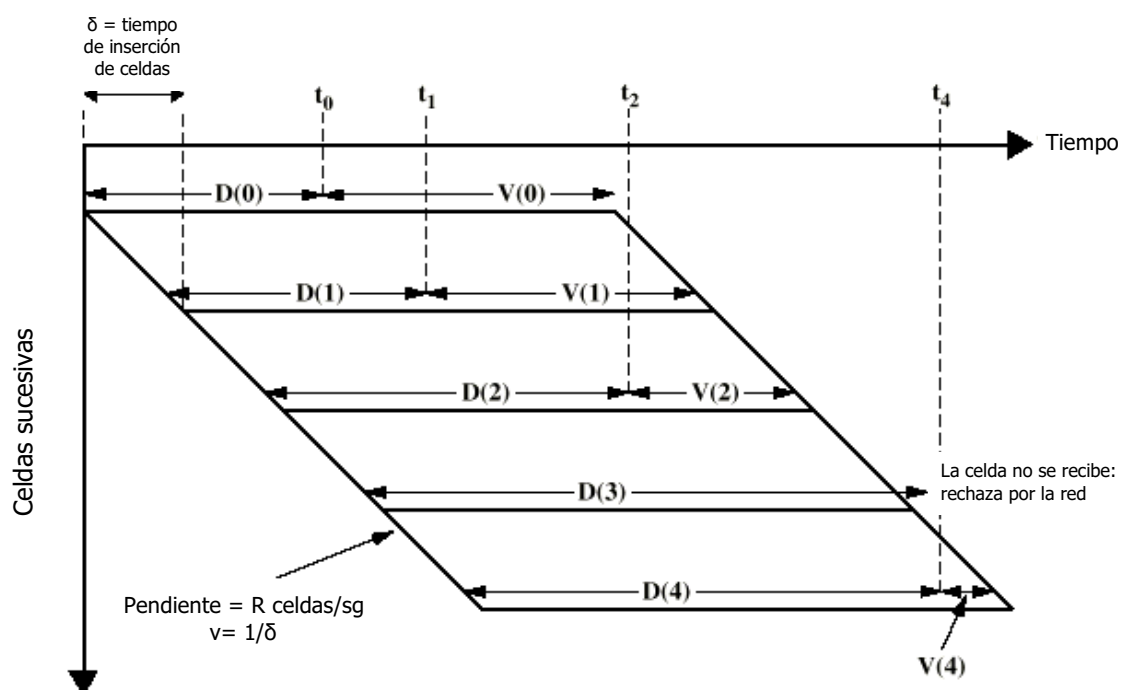 δ = tiempo
de inserción
de celdas
t0
t1
t2
t4
Tiempo
D(0)
V(0)
D(1)
V(1)
D(2)
V(2)
D(3)
La celda no se recibe:
rechaza por la red
D(4)
V(4)
Pendiente = R celdas/sg
v= 1/δ
Celdas sucesivas